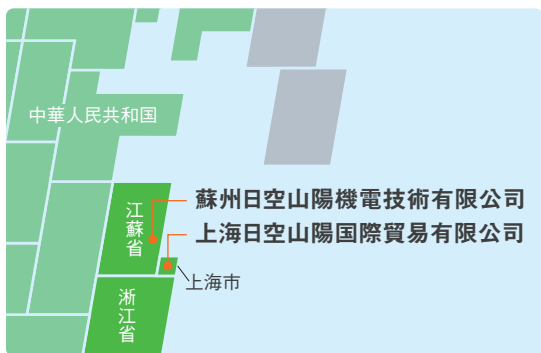 中華人民共和国
江蘇省
蘇州日空山陽機電技術有限公司
上海日空山陽国際貿易有限公司
上海市
淅江省